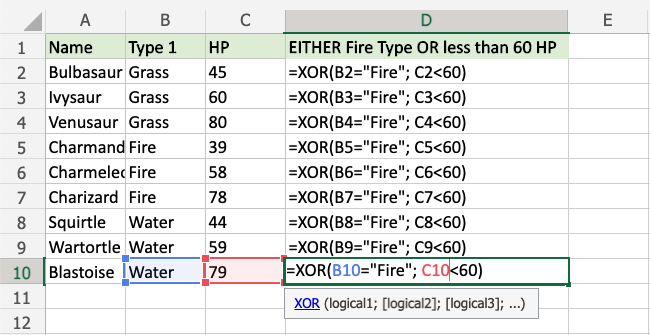 A B C D E
1 Name Type 1 HP EITHER Fire Type OR less than 60 HP
2 Bulbasaur Grass 45 =XOR(B2="Fire"; C2<60)
3 Ivysaur Grass 60 =XOR(B3="Fire"; C3<60)
4 Venusaur Grass 80 =XOR(B4="Fire"; C4<60)
5 Charmand Fire 39 =XOR(B5="Fire"; C5<60)
6 Charmelec Fire 58 =XOR(B6="Fire"; C6<60)
7 Charizard Fire 78 =XOR(B7="Fire"; C7<60)
8 Squirtle Water 44 =XOR(B8="Fire"; C8<60)
9 Wartortle Water 59 =XOR(B9="Fire"; C9<60)
10 Blastoise Water 79 =XOR(B10="Fire"; C10<60)
11 XOR (logical1; [logical2]; [logical3]; ...)
12